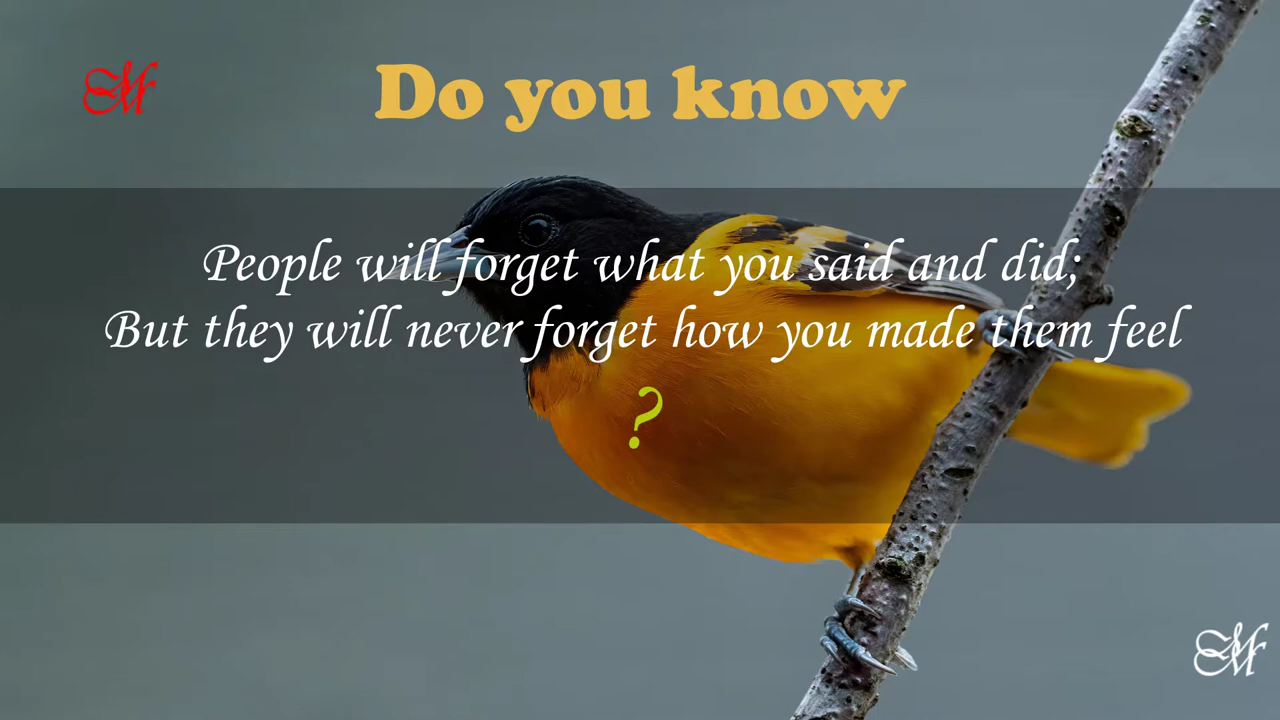 Do you know
People will forget what you said and did;
But they will never forget how you made them feel
?